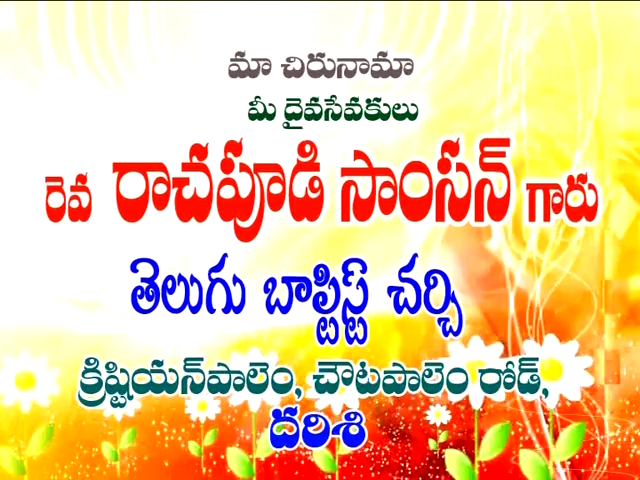 మా చిరునామా
మీ దైవసేవకులు
రెవ రాచపూడి సాంసన్ గారు
తెలుగు బాప్టిస్ట్ చర్చి
క్రిష్టియన్‌పాలెం, చౌటపాలెం రోడ్,
దరిశి